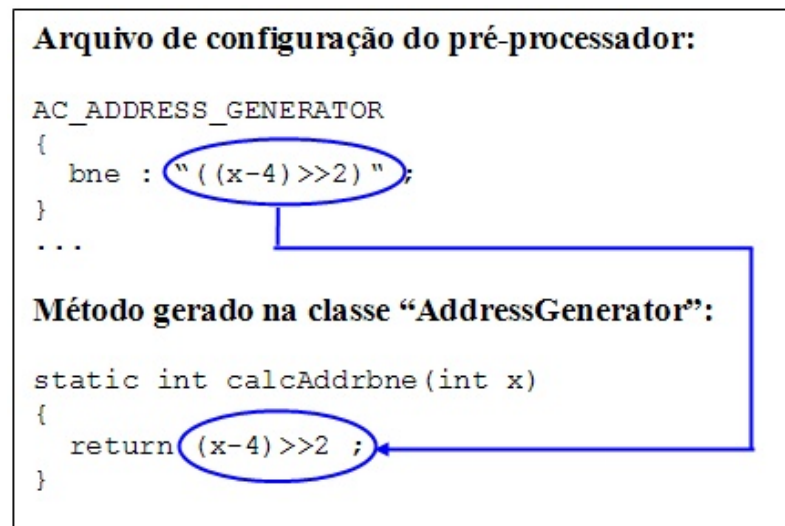 Arquivo de configuração do pré-processador:
AC_ADDRESS_GENERATOR
{
bne : “((x-4)>>2)“ ;
}
...
Método gerado na classe “AddressGenerator”:
static int calcAddrbne(int x)
{
return (x-4)>>2 ;
}